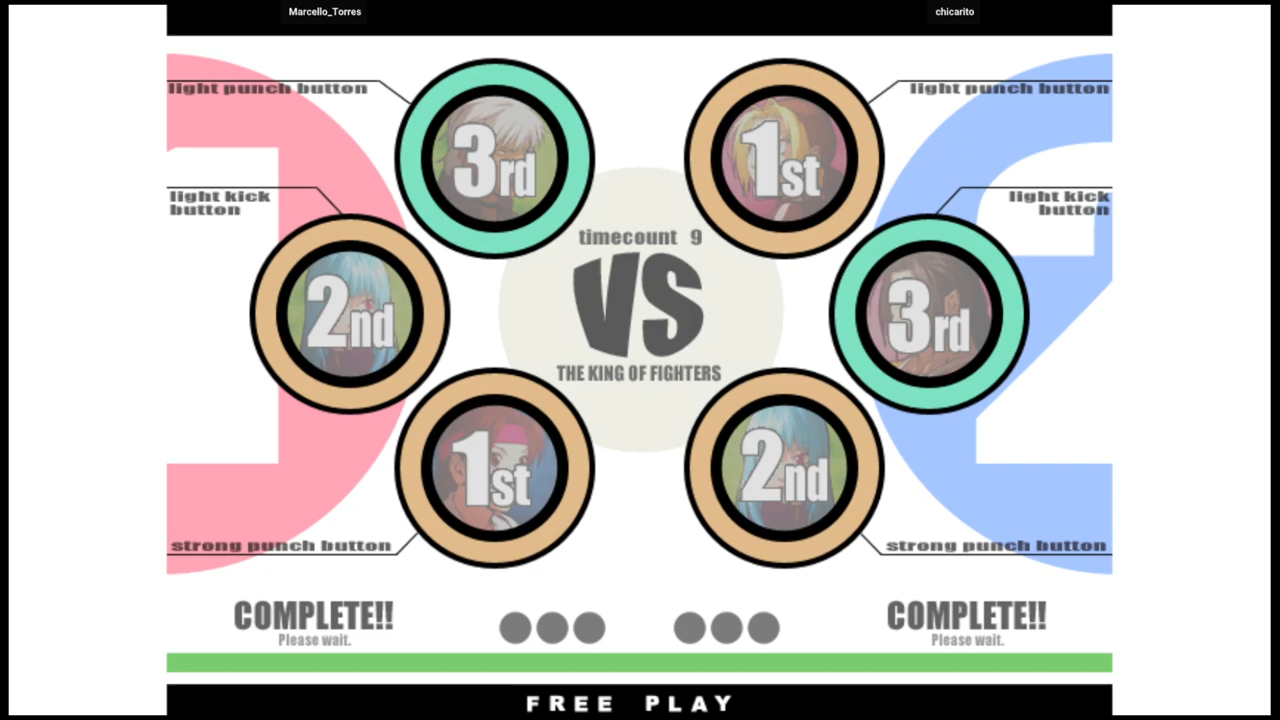 Marcello_Torres
chicarito
light punch button
light punch button
3rd
1st
light kick
button
light kick
button
timecount 9
VS
THE KING OF FIGHTERS
2nd
3rd
1st
2nd
strong punch button
strong punch button
COMPLETE!!
Please wait.
COMPLETE!!
Please wait.
FREE PLAY